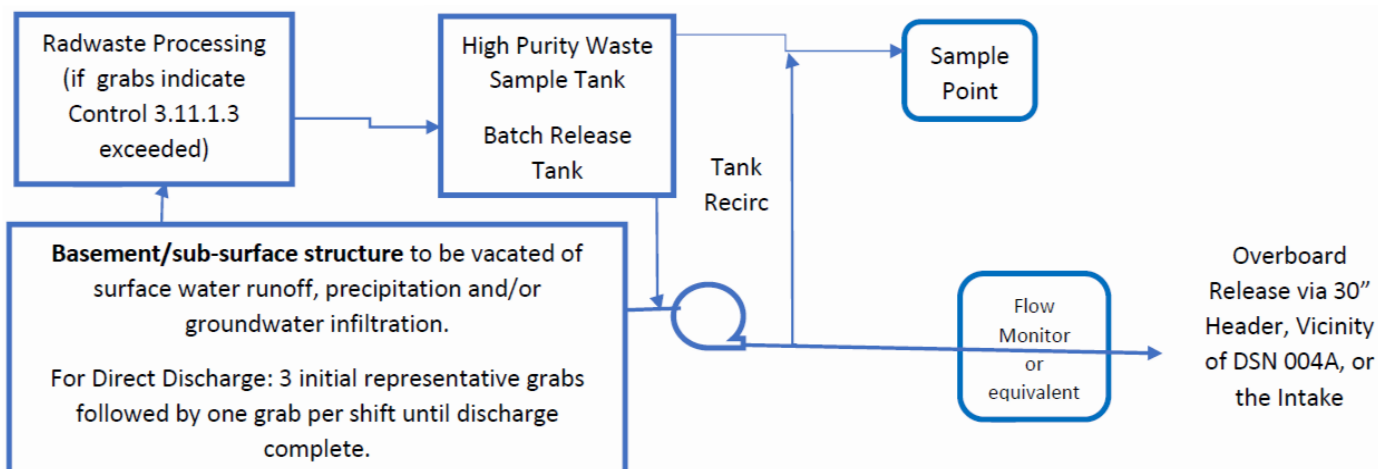 Radwaste Processing
(if grabs indicate
Control 3.11.1.3
exceeded)
High Purity Waste
Sample Tank
Batch Release
Tank
Sample
Point
Tank
Recirc
Basement/sub-surface structure to be vacated of
surface water runoff, precipitation and/or
groundwater infiltration.
For Direct Discharge: 3 initial representative grabs
followed by one grab per shift until discharge
complete.
Flow
Monitor
or
equivalent
Overboard
Release via 30”
Header, Vicinity
of DSN 004A, or
the Intake